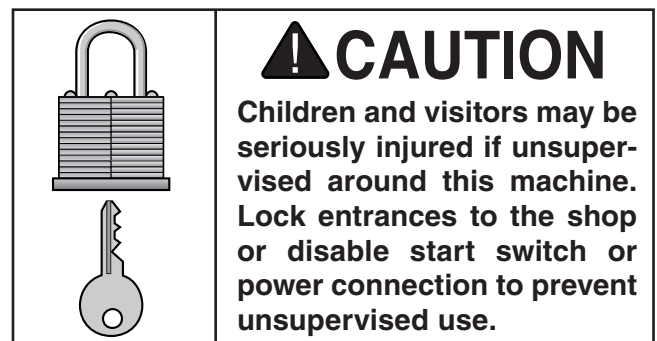 CAUTION
Children and visitors may be
seriously injured if unsuper-
vised around this machine.
Lock entrances to the shop
or disable start switch or
power connection to prevent
unsupervised use.